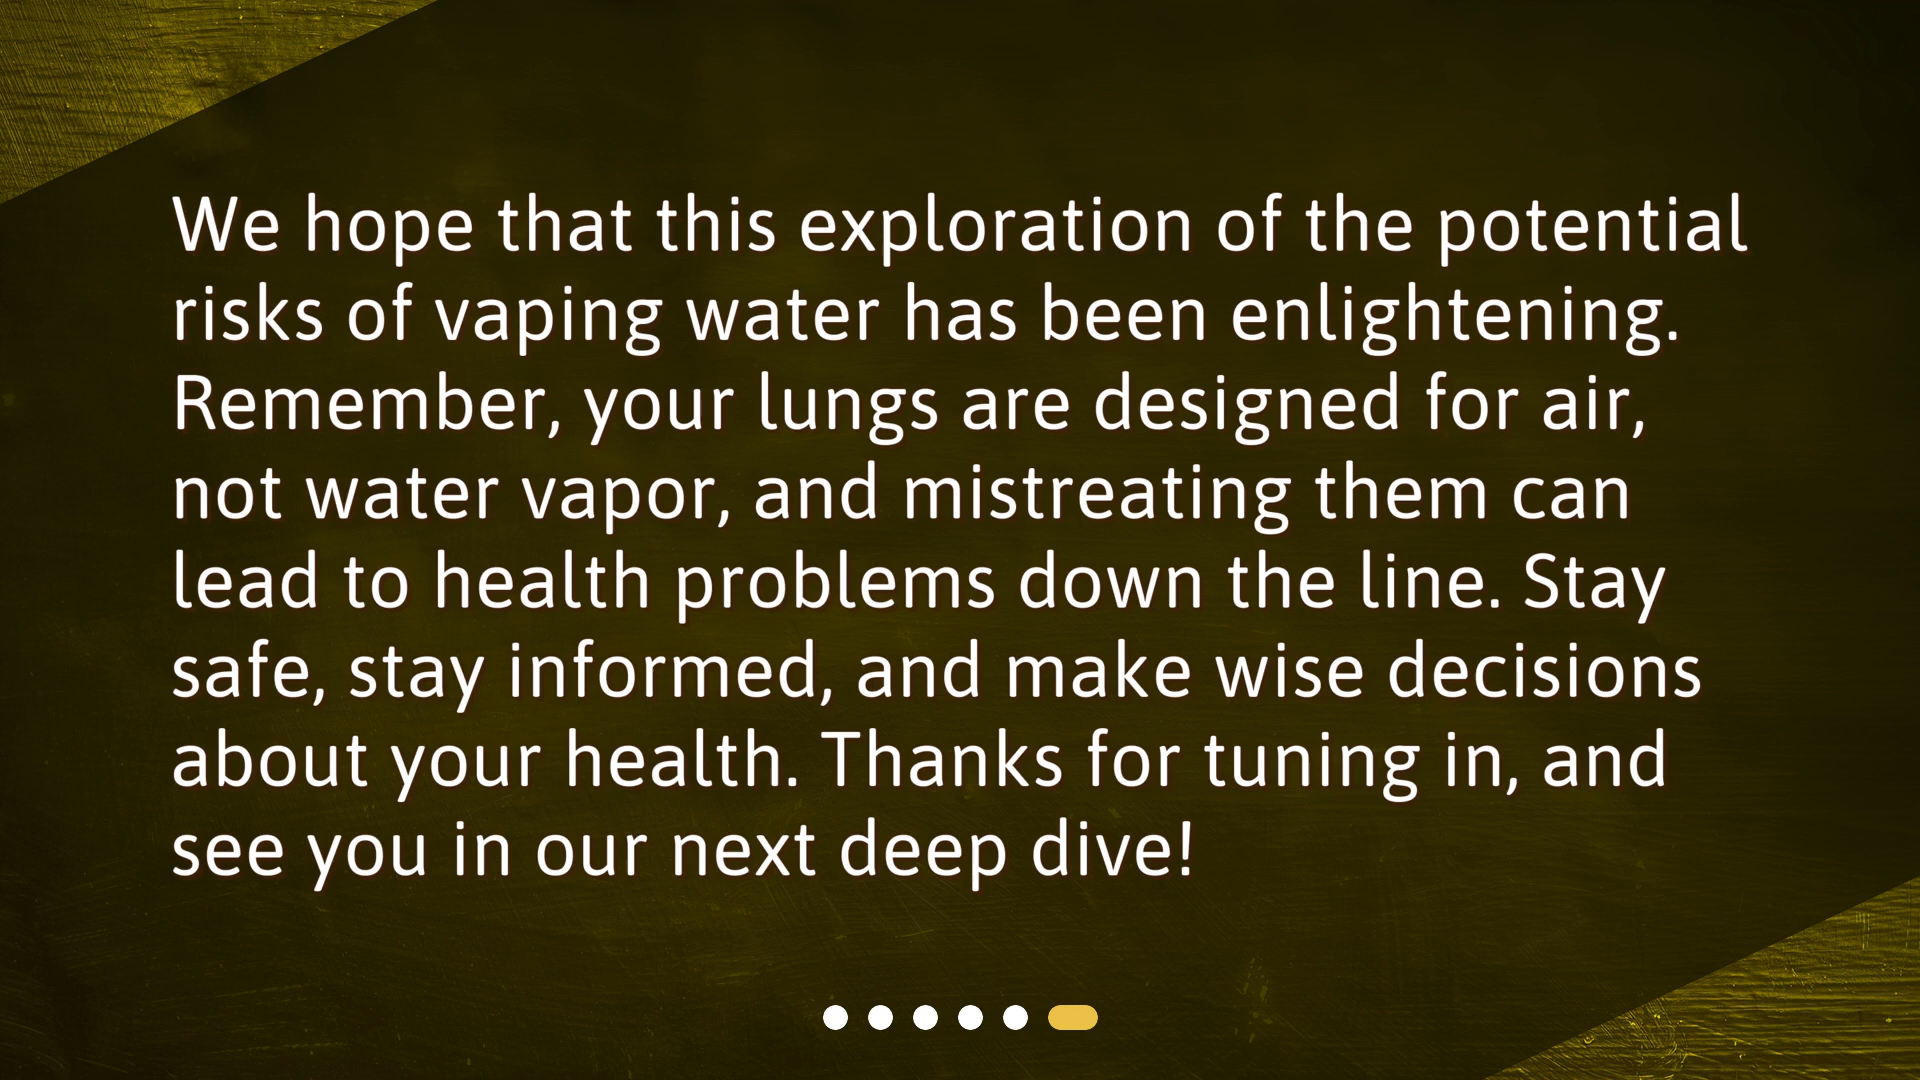 We hope that this exploration of the potential
risks of vaping water has been enlightening.
Remember, your lungs are designed for air,
not water vapor, and mistreating them can
lead to health problems down the line. Stay
safe, stay informed, and make wise decisions
about your health. Thanks for tuning in, and
see you in our next deep dive!